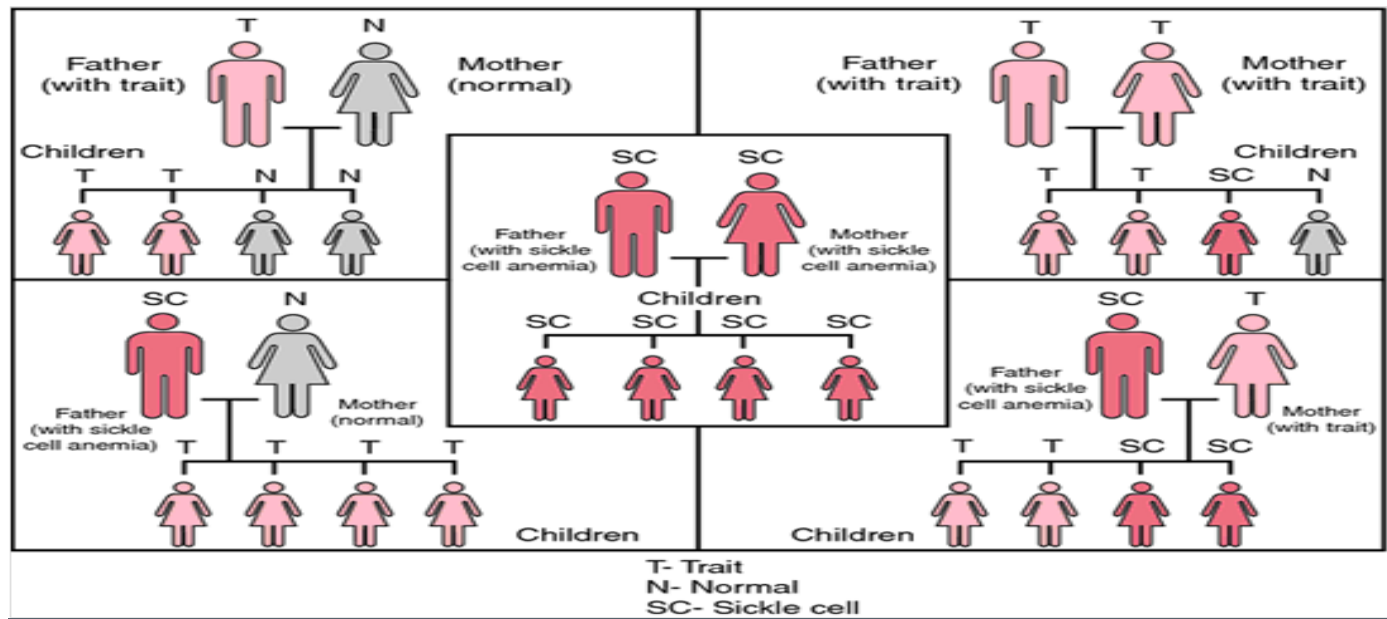 T N
Father
(with trait)
Mother
(normal)
Children
T T N N
T T
Father
(with trait)
Mother
(with trait)
Children
T T SC N
SC SC
Father
(with sickle
cell anemia)
Mother
(with sickle
cell anemia)
Children
SC SC SC SC
SC N
Father
(with sickle
cell anemia)
Mother
(normal)
T T T T
Children
SC T
Father
(with sickle
cell anemia)
Mother
(with trait)
T T SC SC
Children
T- Trait
N- Normal
SC- Sickle cell